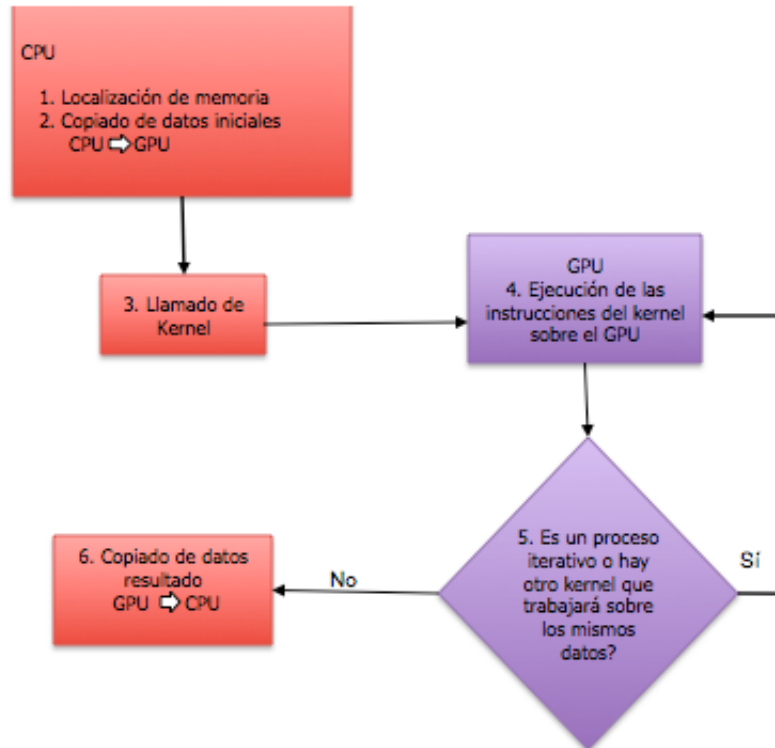 CPU
1. Localización de memoria
2. Copiado de datos iniciales
CPU ⇨ GPU
3. Llamado de
Kernel
GPU
4. Ejecución de las
instrucciones del kernel
sobre el GPU
5. Es un proceso
iterativo o hay
otro kernel que
trabajará sobre
los mismos
datos?
Sí
No
6. Copiado de datos
resultado
GPU ⇨ CPU